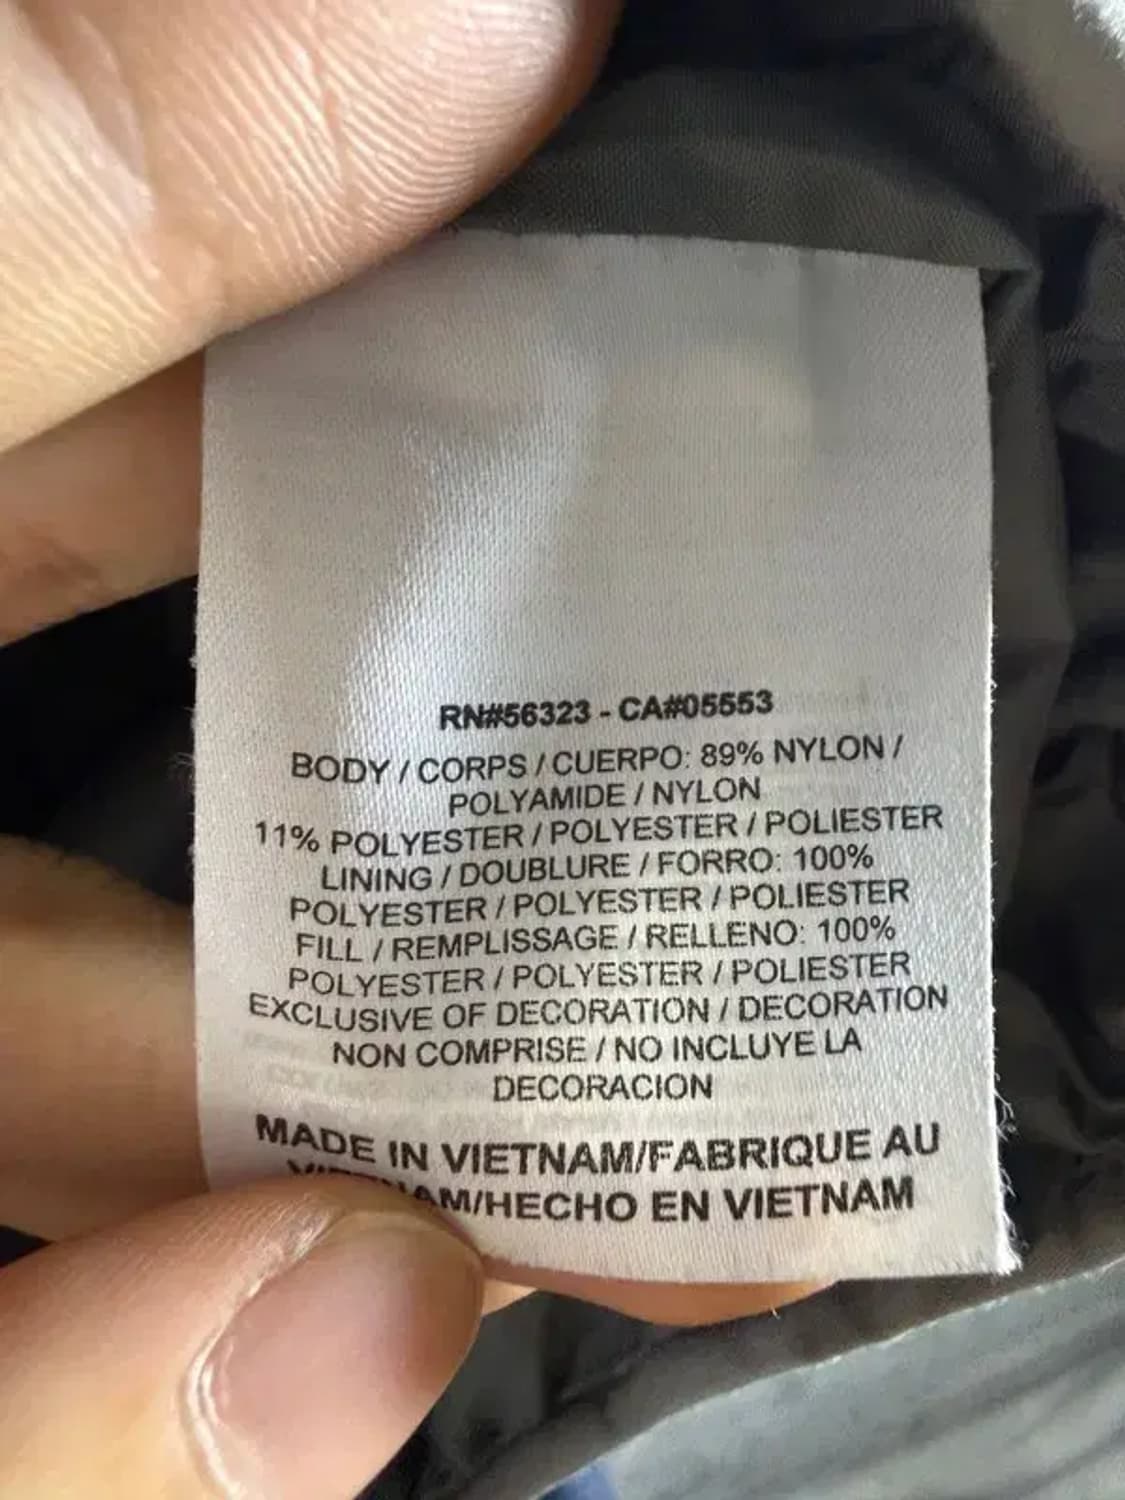 RN#56323 - CA#05553
BODY / CORPS / CUERPO: 89% NYLON /
POLYAMIDE / NYLON
11% POLYESTER / POLYESTER / POLIESTER
LINING / DOUBLURE / FORRO: 100%
POLYESTER / POLYESTER / POLIESTER
FILL / REMPLISSAGE / RELLENO: 100%
POLYESTER / POLYESTER / POLIESTER
EXCLUSIVE OF DECORATION / DECORATION
NON COMPRISE / NO INCLUYE LA
DECORACION
MADE IN VIETNAM/FABRIQUE AU
VIETNAM/HECHO EN VIETNAM